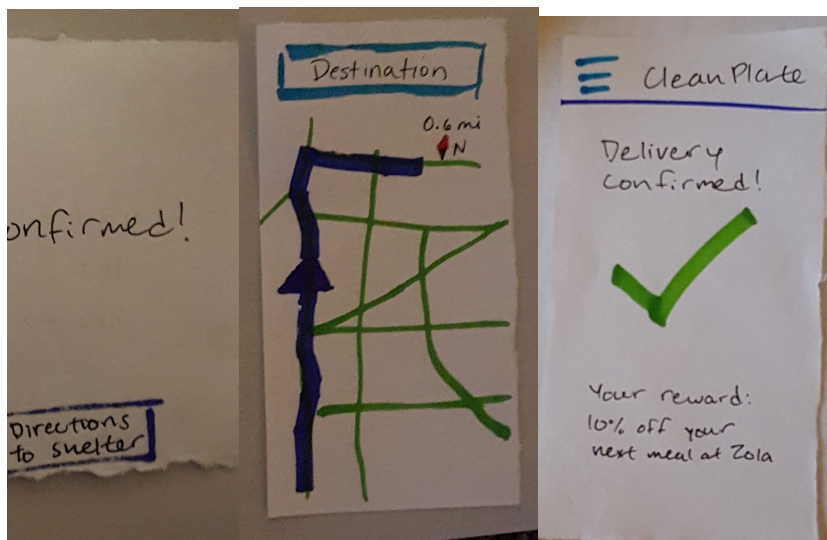 onfirmed!
Directions
to shelter
Destination
0.6 mi
N
CleanPlate
Delivery
confirmed!
Your reward:
10% off your
next meal at Zola